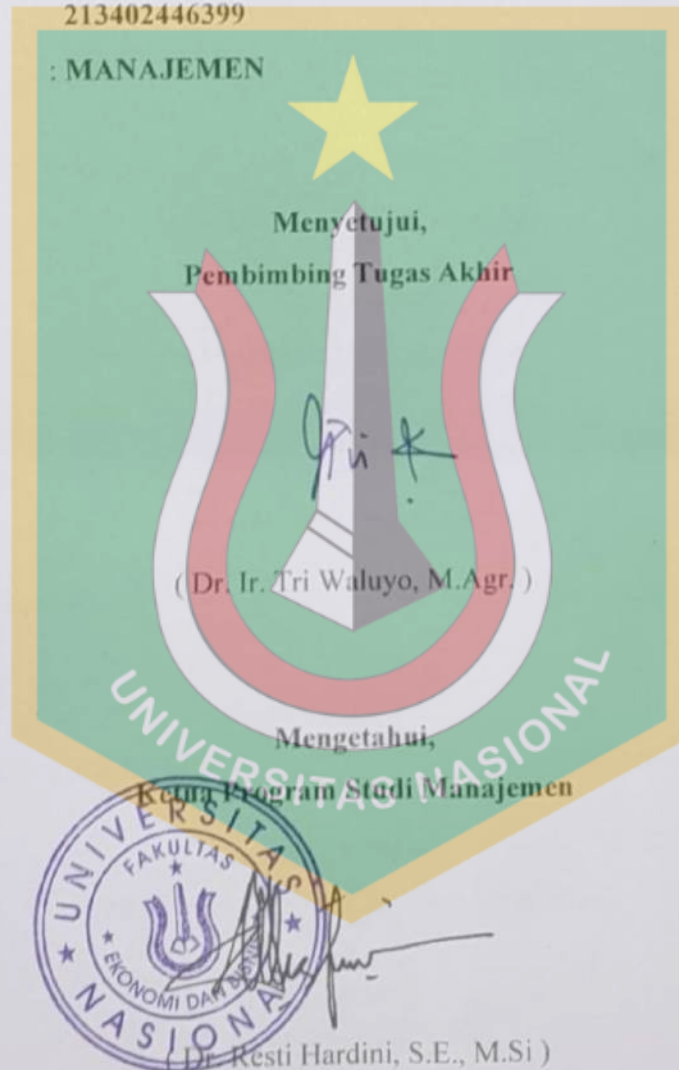 213402446399
: MANAJEMEN
Menyetujui,
Pembimbing Tugas Akhir
( Dr. Ir. Tri Waluyo, M.Agr. )
UNIVERSITAS NASIONAL
Mengetahui,
Ketua Program Studi Manajemen
UNIVERSITAS NASIONAL
FAKULTAS
EKONOMI DAN BISNIS
( Dr. Resti Hardini, S.E., M.Si )